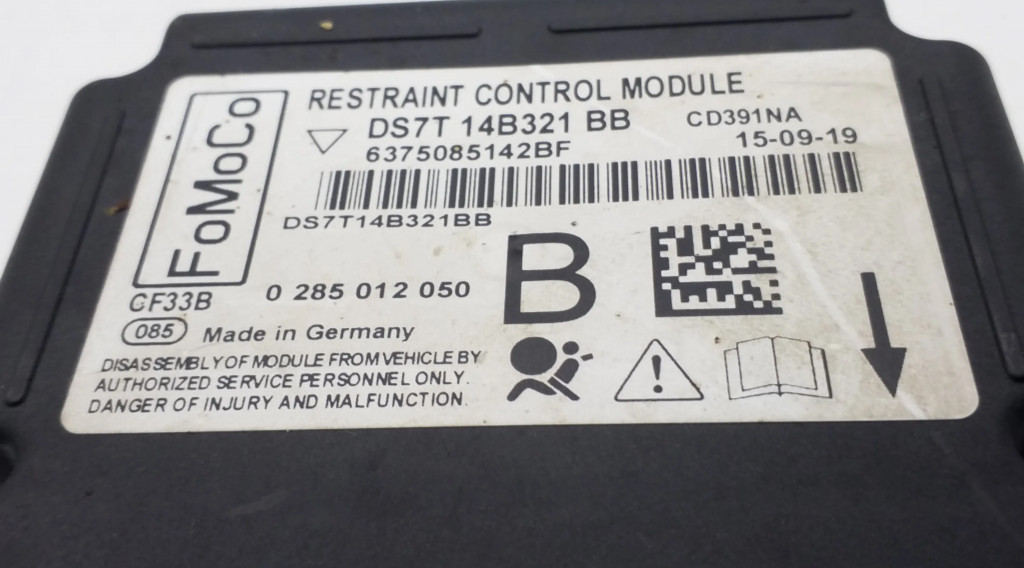 FoMoCo
RESTRAINT CONTROL MODULE
DS7T 14B321 BB CD391NA
6375085142BF 15-09-19
DS7T14B321BB
B
CF33B 0 285 012 050
085 Made in Germany
DISASSEMBLY OF MODULE FROM VEHICLE BY
AUTHORIZED SERVICE PERSONNEL ONLY.
DANGER OF INJURY AND MALFUNCTION.